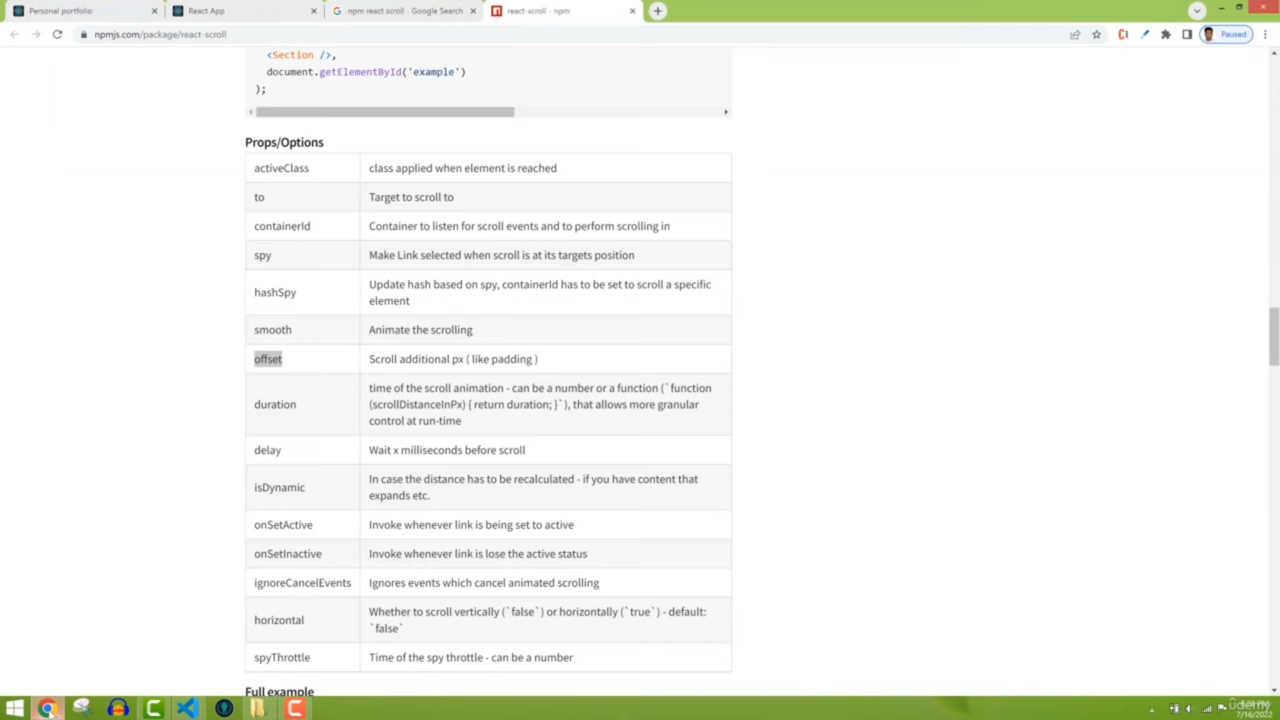 Personal portfolio
React App
npm react scroll - Google Search
react-scroll - npm
npmjs.com/package/react-scroll
Paused
<Section />,
document.getElementById('example')
);
Props/Options
activeClass class applied when element is reached
to Target to scroll to
containerId Container to listen for scroll events and to perform scrolling in
spy Make Link selected when scroll is at its targets position
hashSpy Update hash based on spy, containerId has to be set to scroll a specific
element
smooth Animate the scrolling
offset Scroll additional px ( like padding )
duration time of the scroll animation - can be a number or a function (`function
(scrollDistanceInPx) { return duration; }`), that allows more granular
control at run-time
delay Wait x milliseconds before scroll
isDynamic In case the distance has to be recalculated - if you have content that
expands etc.
onSetActive Invoke whenever link is being set to active
onSetInactive Invoke whenever link is lose the active status
ignoreCancelEvents Ignores events which cancel animated scrolling
horizontal Whether to scroll vertically (`false`) or horizontally (`true`) - default:
`false`
spyThrottle Time of the spy throttle - can be a number
Full example
udemy
7/16/2022